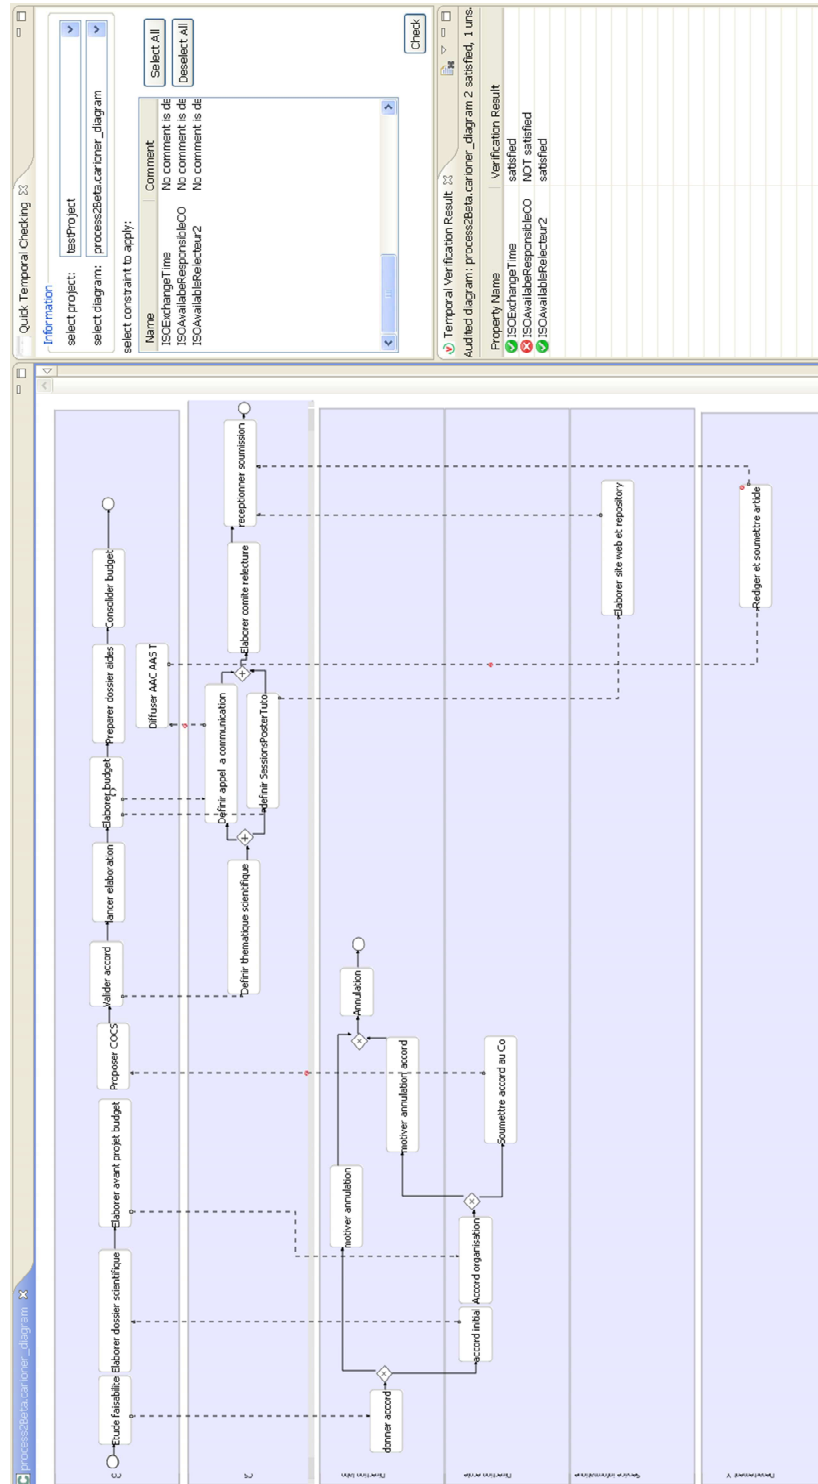 process2Beta.carioner_diagram
Etude faisabilite
Elaborer dossier scientifique
Elaborer avant projet budget
Proposer COCS
Valider accord
lancer elaboration
Elaborer budget
Preparer dossier aides
Consolider budget
Diffuser AAC AAS T
CS
Definir thematique scientifique
Definir appel a communication
definir SessionsPosterTuto
Elaborer comite relecture
receptionner soumission
donner accord
motiver annulation
Annulation
motiver annulation accord
accord initial
Accord organisation
Soumettre accord au Co
Elaborer site web et repository
Rediger et soumettre article
Quick Temporal Checking
Information
select project: testProject
select diagram: process2Beta.carioner_diagram
select constraint to apply:
Select All
Deselect All
Name Comment
ISOExchangeTime No comment is de
ISOAvailabeResponsibleCO No comment is de
ISOAvailableRelecteur2 No comment is de
Check
Temporal Verification Result
Audited diagram: process2Beta.carioner_diagram 2 satisfied, 1 uns
Property Name Verification Result
ISOExchangeTime satisfied
ISOAvailabeResponsibleCO NOT satisfied
ISOAvailableRelecteur2 satisfied